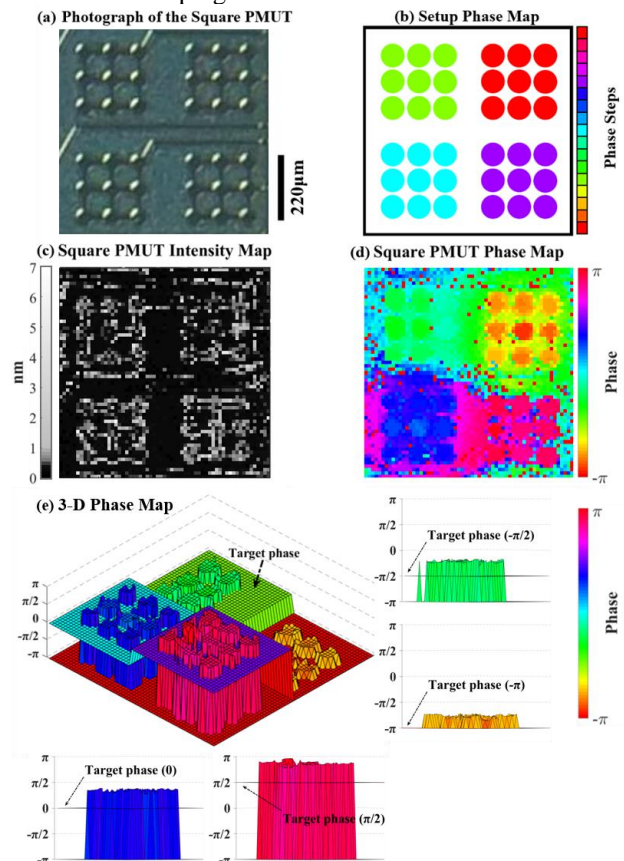 (a) Photograph of the Square PMUT
(b) Setup Phase Map
220μm
Phase Steps
(c) Square PMUT Intensity Map
(d) Square PMUT Phase Map
7
6
5
4
3
2
1
0
nm
π
Phase
-π
(e) 3-D Phase Map
Target phase
π
π/2
0
-π/2
-π
π
π/2
0
-π/2
-π
Target phase (-π/2)
π
π/2
0
-π/2
-π
Target phase (-π)
π
Phase
-π
π
π/2
0
-π/2
-π
Target phase (0)
π
π/2
0
-π/2
-π
Target phase (π/2)